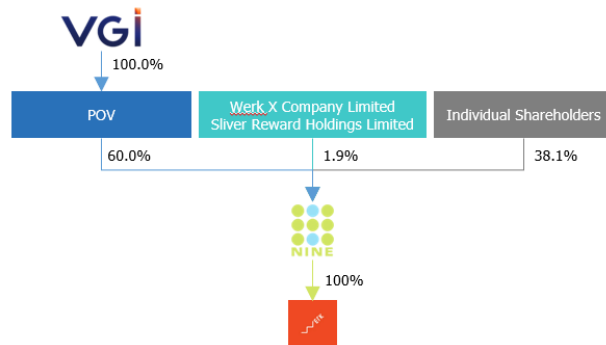 VGI
100.0%
POV
Werk X Company Limited
Sliver Reward Holdings Limited
Individual Shareholders
60.0%
1.9%
38.1%
NINE
100%